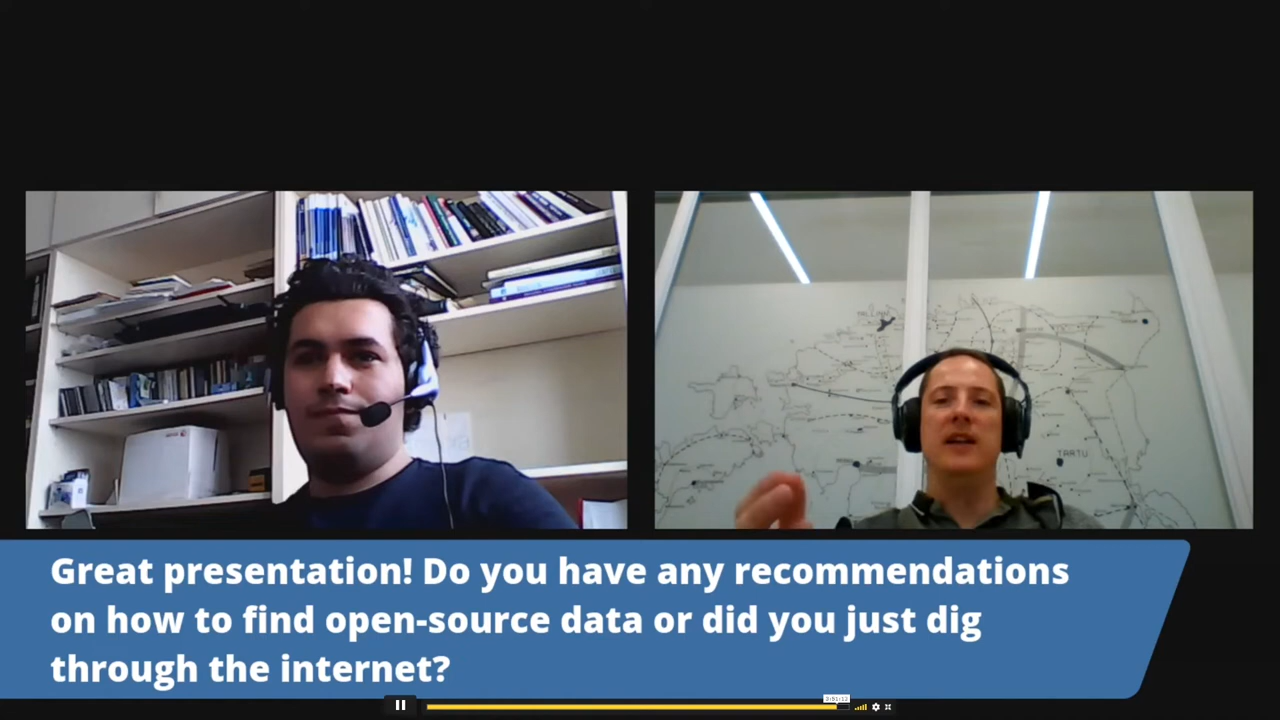 TARTU
Great presentation! Do you have any recommendations
on how to find open-source data or did you just dig
through the internet?